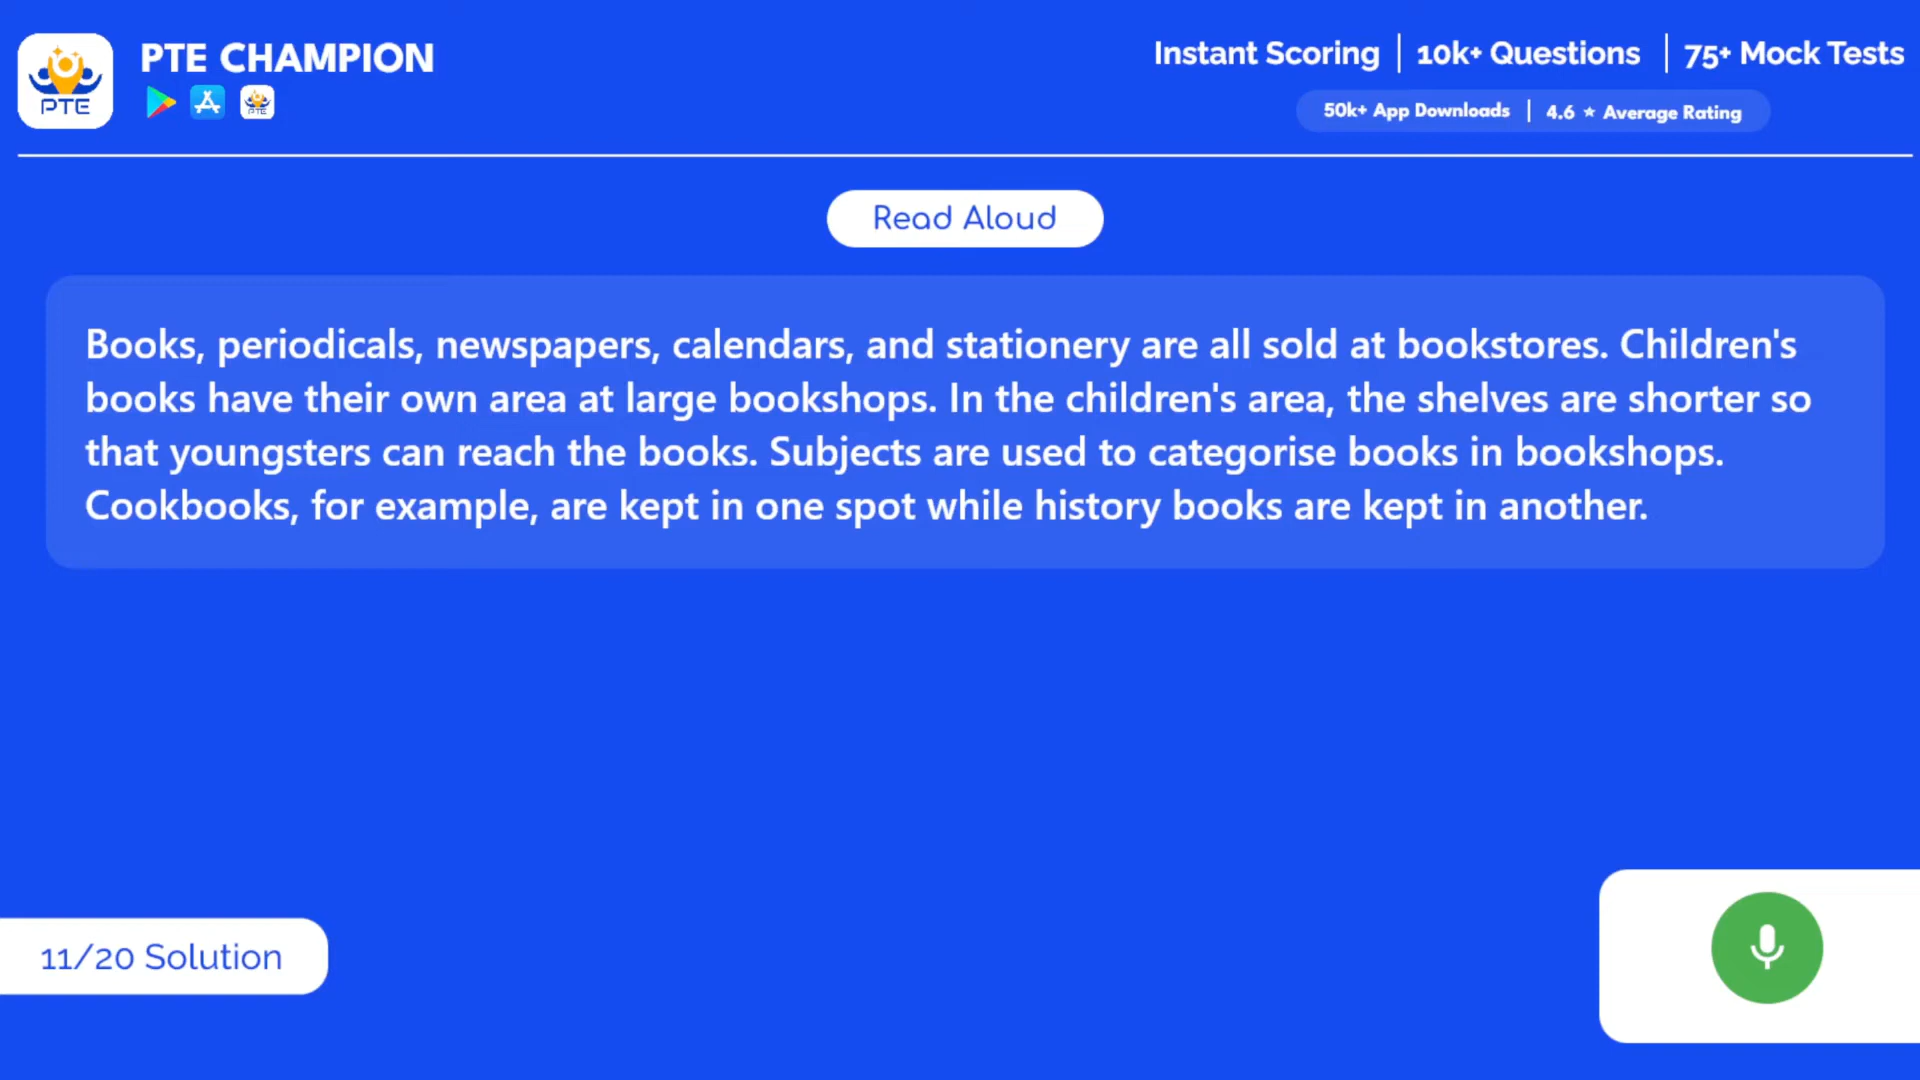 PTE CHAMPION
PTE
PTE
Instant Scoring | 10k+ Questions | 75+ Mock Tests
50k+ App Downloads | 4.6 ★ Average Rating
Read Aloud
Books, periodicals, newspapers, calendars, and stationery are all sold at bookstores. Children's
books have their own area at large bookshops. In the children's area, the shelves are shorter so
that youngsters can reach the books. Subjects are used to categorise books in bookshops.
Cookbooks, for example, are kept in one spot while history books are kept in another.
11/20 Solution